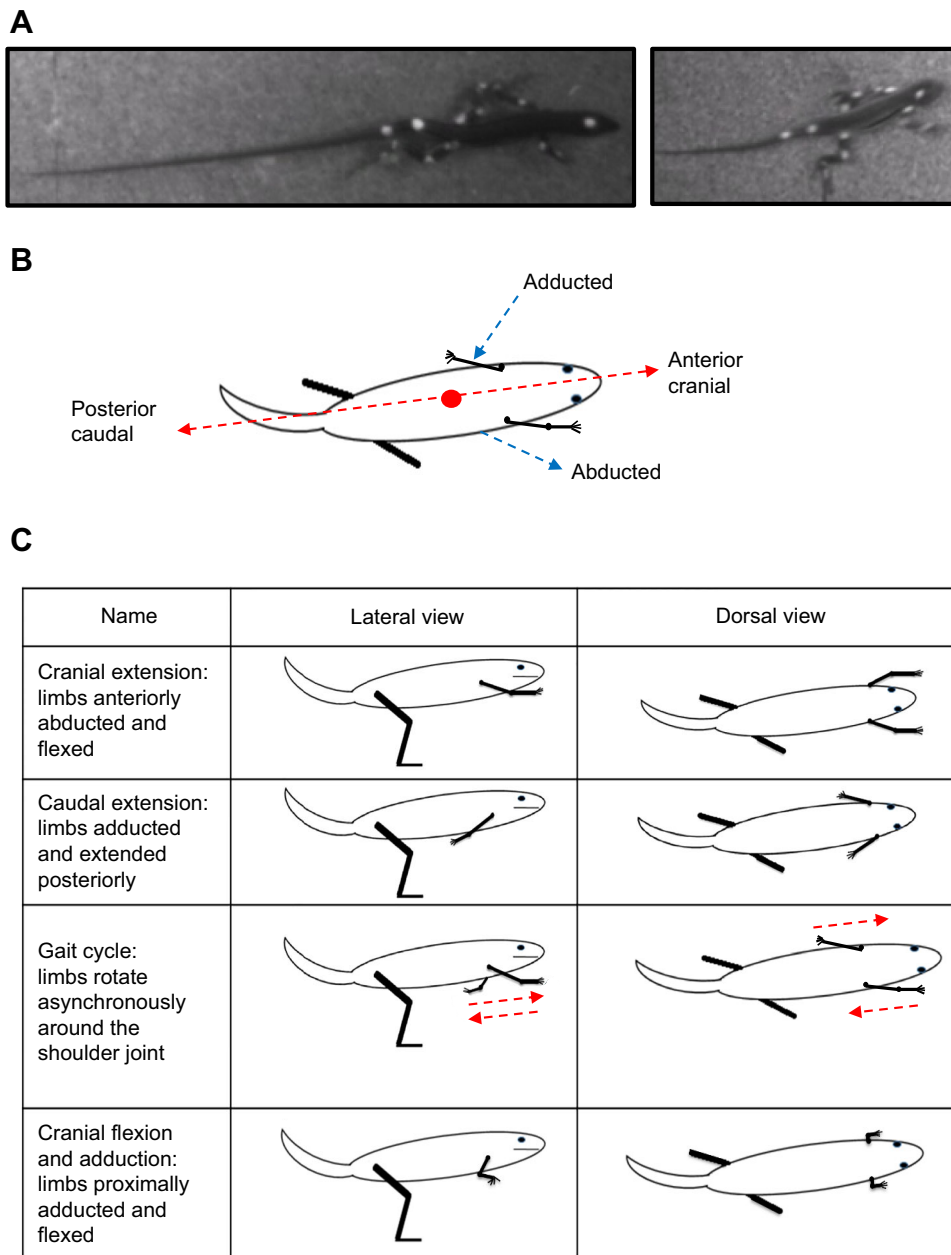 A
B
Adducted
Anterior
cranial
Posterior
caudal
Abducted
C
Name
Lateral view
Dorsal view
Cranial extension:
limbs anteriorly
abducted and
flexed
Caudal extension:
limbs adducted
and extended
posteriorly
Gait cycle:
limbs rotate
asynchronously
around the
shoulder joint
Cranial flexion
and adduction:
limbs proximally
adducted and
flexed